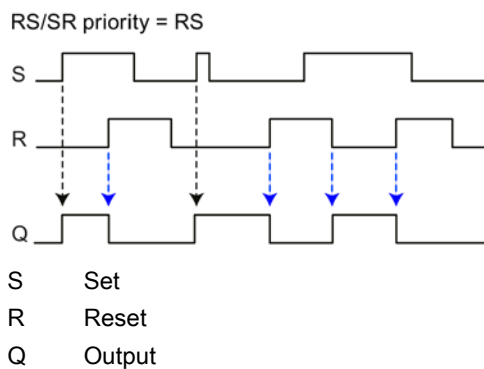 RS/SR priority = RS
S
R
Q
S Set
R Reset
Q Output